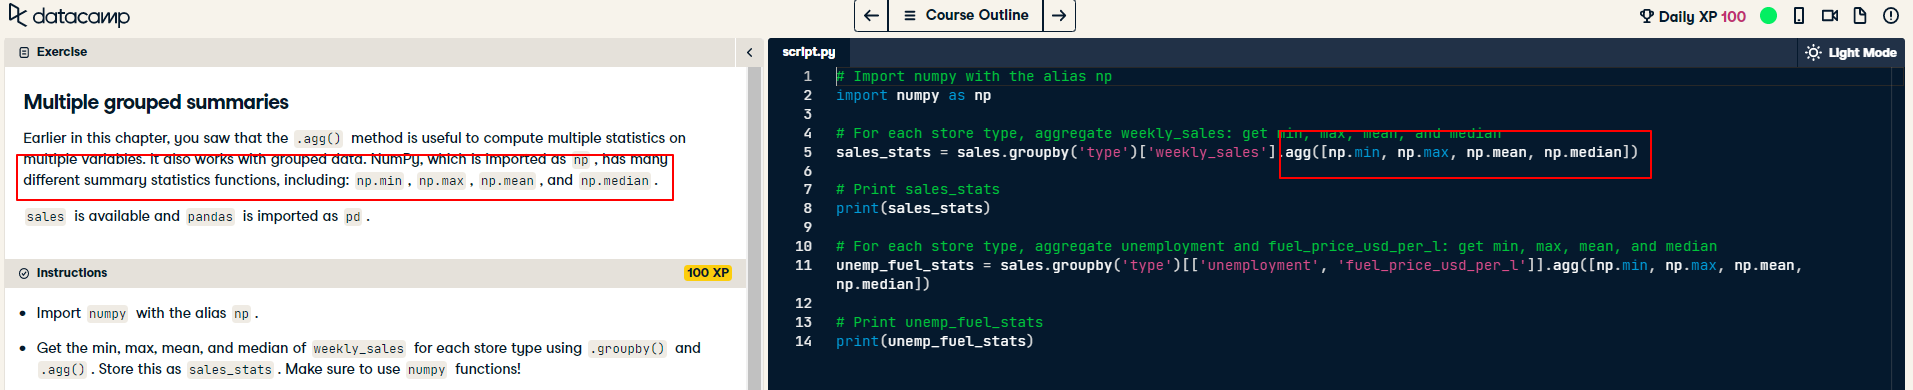 datacamp
Course Outline
Daily XP 100
Exercise
Multiple grouped summaries
Earlier in this chapter, you saw that the .agg() method is useful to compute multiple statistics on
multiple variables. It also works with grouped data. NumPy, which is imported as np, has many
different summary statistics functions, including: np.min, np.max, np.mean, and np.median.
sales is available and pandas is imported as pd.
Instructions
100 XP
Import numpy with the alias np.
Get the min, max, mean, and median of weekly_sales for each store type using .groupby() and
.agg(). Store this as sales_stats. Make sure to use numpy functions!
script.py
Light Mode
1 # Import numpy with the alias np
2 import numpy as np
3
4 # For each store type, aggregate weekly_sales: get min, max, mean, and median
5 sales_stats = sales.groupby('type')['weekly_sales'].agg([np.min, np.max, np.mean, np.median])
6
7 # Print sales_stats
8 print(sales_stats)
9
10 # For each store type, aggregate unemployment and fuel_price_usd_per_l: get min, max, mean, and median
11 unemp_fuel_stats = sales.groupby('type')[['unemployment', 'fuel_price_usd_per_l']].agg([np.min, np.max, np.mean,
np.median])
12
13 # Print unemp_fuel_stats
14 print(unemp_fuel_stats)